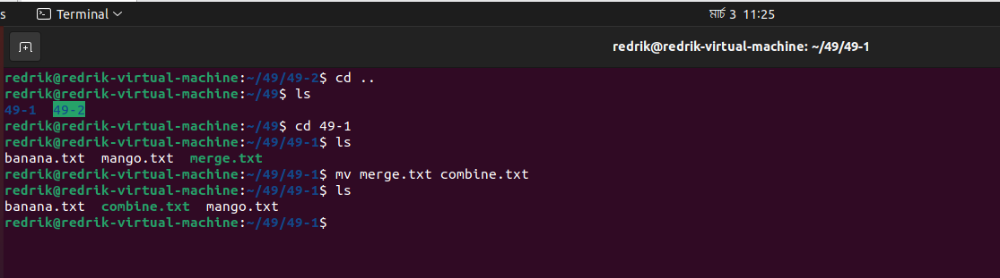 s Terminal মার্চ 3 11:25
redrik@redrik-virtual-machine: ~/49/49-1
redrik@redrik-virtual-machine:~/49/49-2$ cd ..
redrik@redrik-virtual-machine:~/49$ ls
49-1 49-2
redrik@redrik-virtual-machine:~/49$ cd 49-1
redrik@redrik-virtual-machine:~/49/49-1$ ls
banana.txt mango.txt merge.txt
redrik@redrik-virtual-machine:~/49/49-1$ mv merge.txt combine.txt
redrik@redrik-virtual-machine:~/49/49-1$ ls
banana.txt combine.txt mango.txt
redrik@redrik-virtual-machine:~/49/49-1$